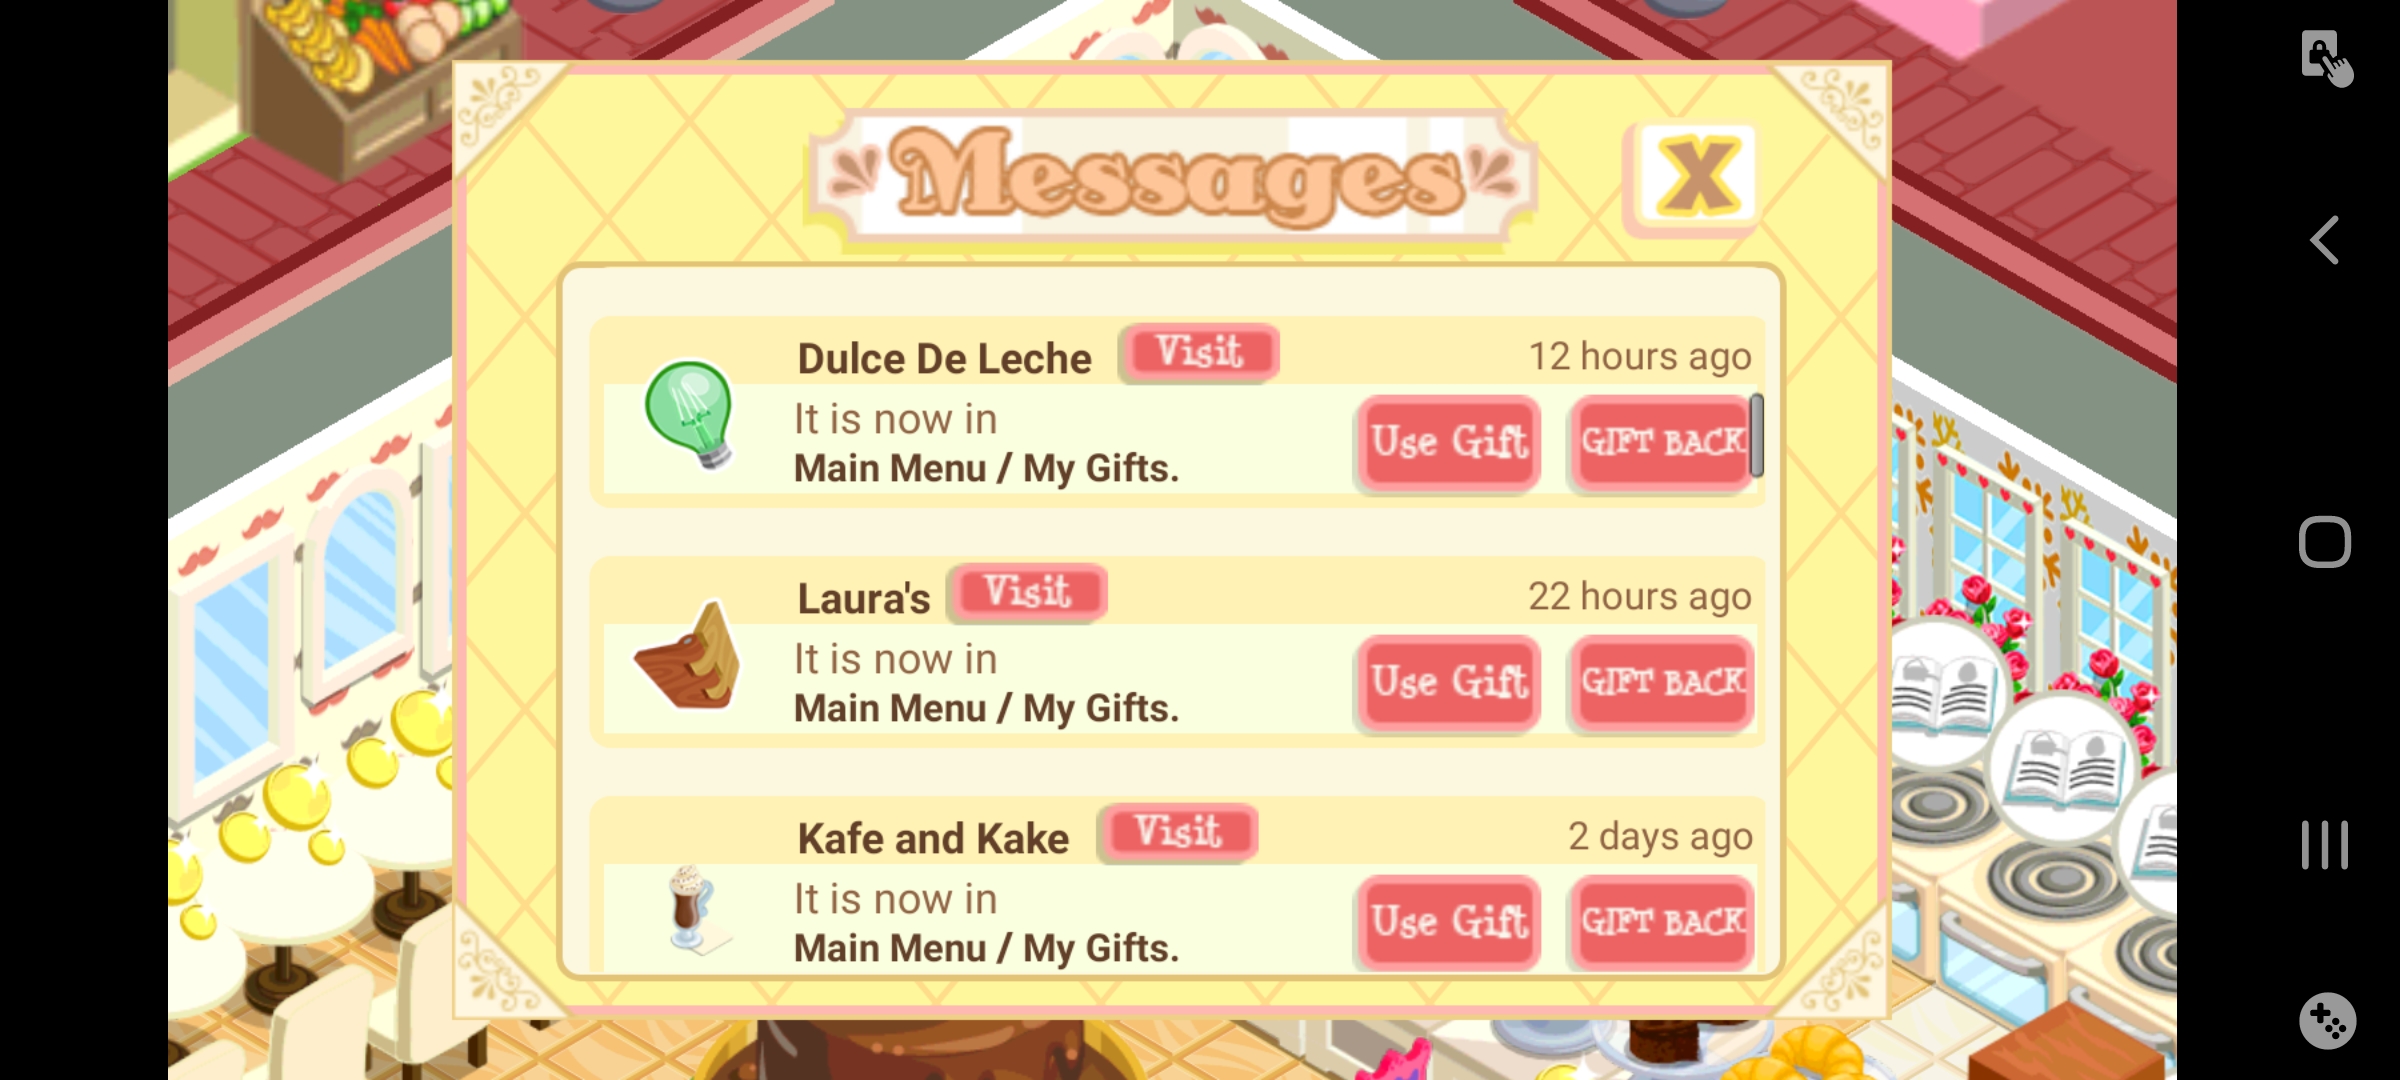 Messages
X
Dulce De Leche Visit 12 hours ago
It is now in
Main Menu / My Gifts.
Use Gift GIFT BACK
Laura's Visit 22 hours ago
It is now in
Main Menu / My Gifts.
Use Gift GIFT BACK
Kafe and Kake Visit 2 days ago
It is now in
Main Menu / My Gifts.
Use Gift GIFT BACK